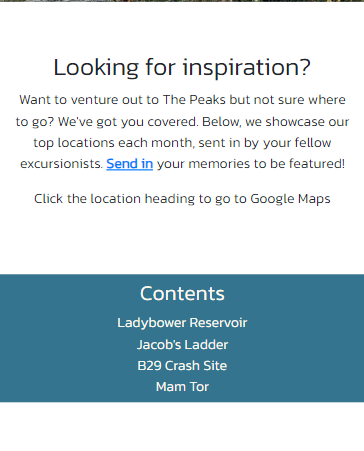 Looking for inspiration?
Want to venture out to The Peaks but not sure where
to go? We've got you covered. Below, we showcase our
top locations each month, sent in by your fellow
excursionists. Send in your memories to be featured!
Click the location heading to go to Google Maps
Contents
Ladybower Reservoir
Jacob's Ladder
B29 Crash Site
Mam Tor